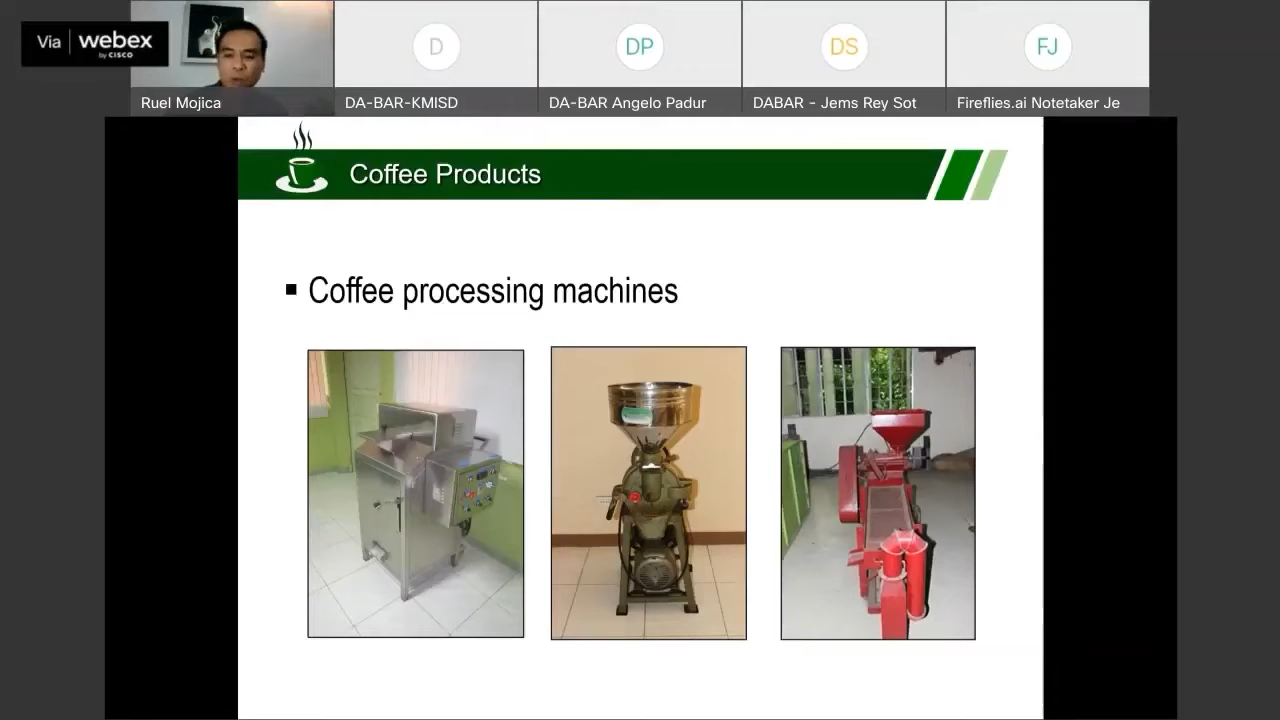 Via webex
by CISCO
Ruel Mojica
DA-BAR-KMISD
DA-BAR Angelo Padur
DABAR - Jems Rey Sot
Fireflies.ai Notetaker Je
D
DP
DS
FJ
Coffee Products
▪ Coffee processing machines